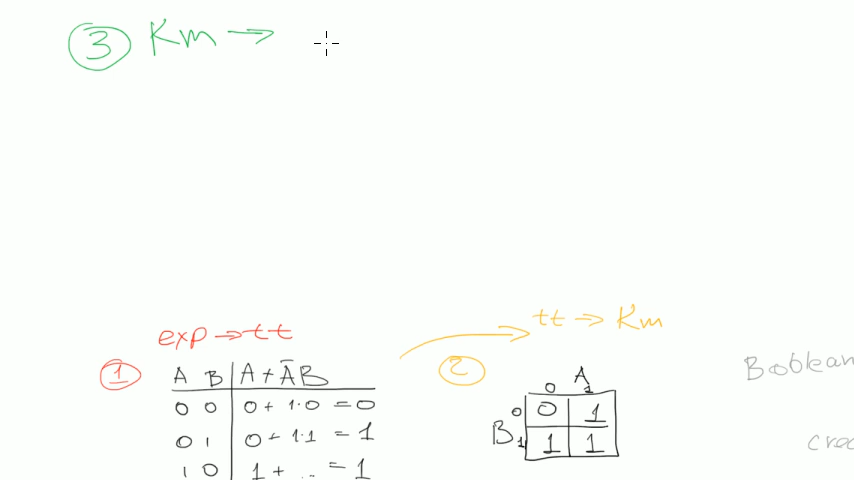 ③ Km →
exp → tt
tt → Km
① A B | A + ĀB
0 0 | 0 + 1·0 = 0
0 1 | 0 + 1·1 = 1
1 0 | 1 + .. = 1
②
A
0 1
B 0 | 0 | 1
1 | 1 | 1
Boolean
crea